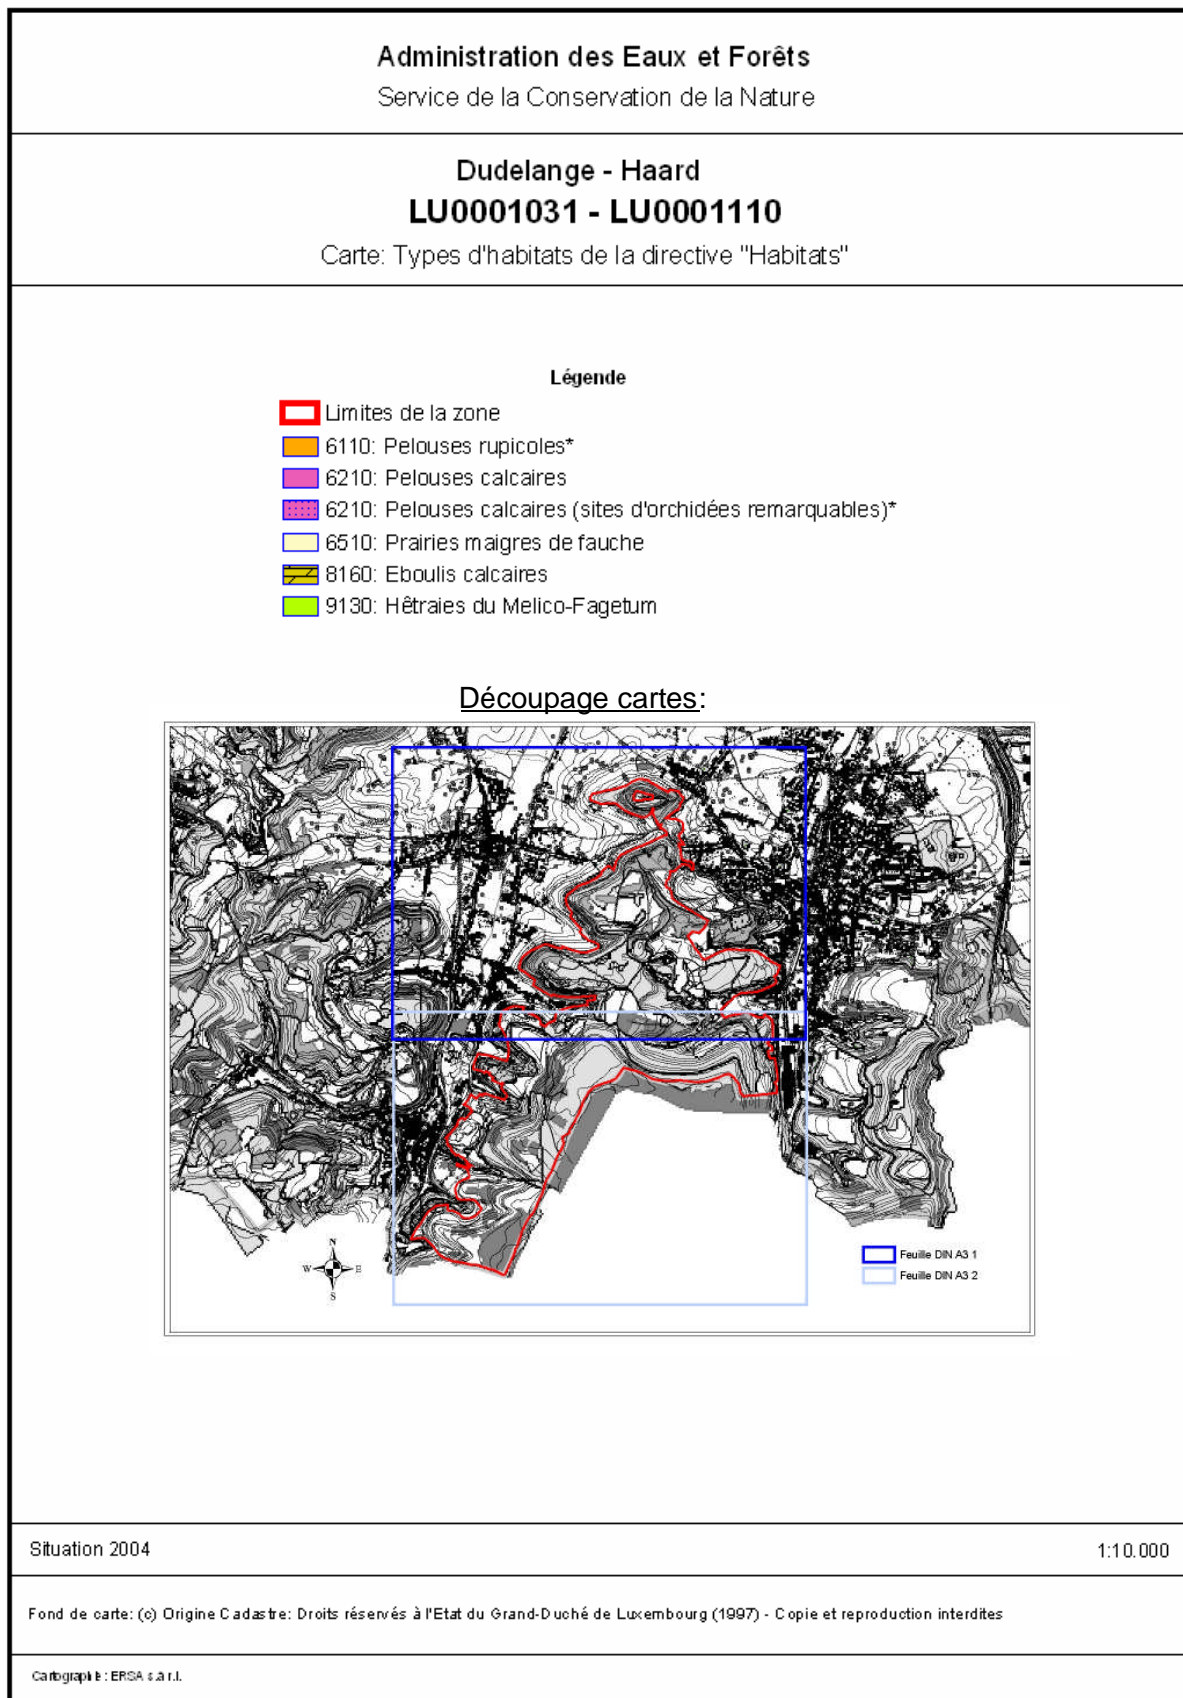 Administration des Eaux et Forêts
Service de la Conservation de la Nature
Dudelange - Haard
LU0001031 - LU0001110
Carte: Types d'habitats de la directive "Habitats"
Légende
Limites de la zone
6110: Pelouses rupicoles*
6210: Pelouses calcaires
6210: Pelouses calcaires (sites d'orchidées remarquables)*
6510: Prairies maigres de fauche
8160: Eboulis calcaires
9130: Hêtraies du Melico-Fagetum
Découpage cartes:
N
W E
S
Feuille DIN A3 1
Feuille DIN A3 2
Situation 2004
1:10.000
Fond de carte: (c) Origine Cadastre: Droits réservés à l'Etat du Grand-Duché de Luxembourg (1997) - Copie et reproduction interdites
Cartographie: ERSA s.à r.l.